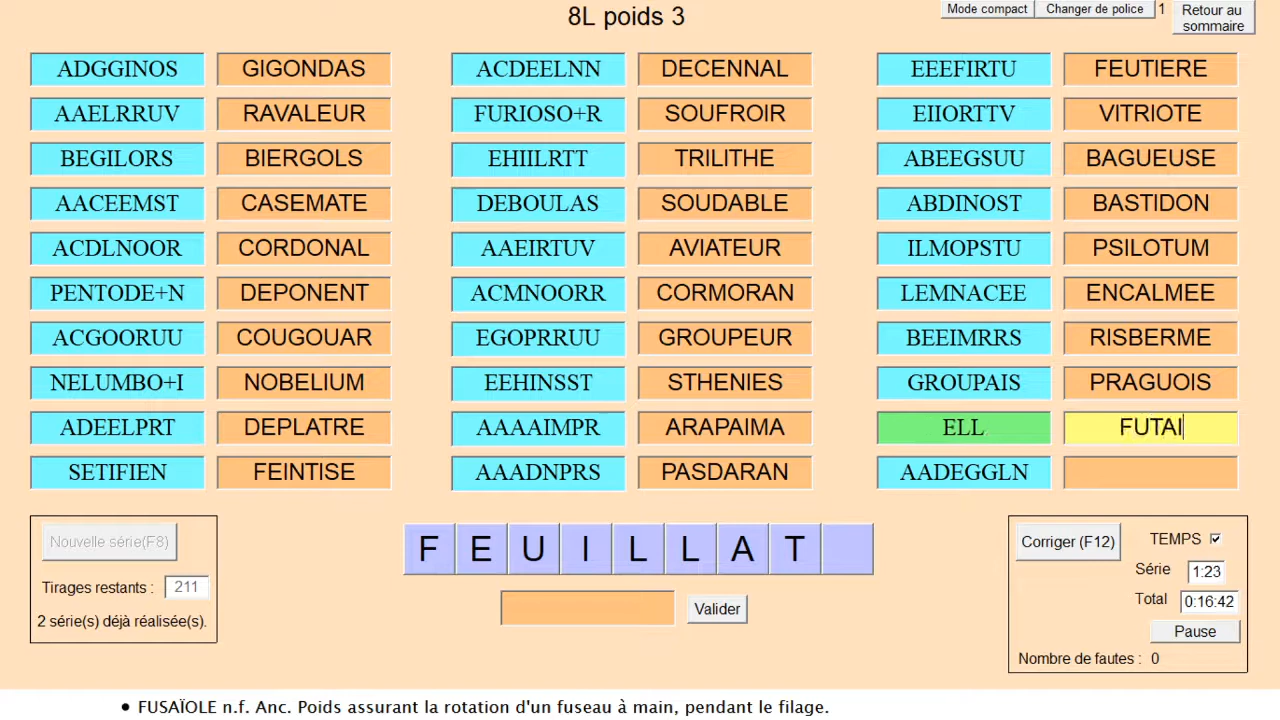 8L poids 3
Mode compact Changer de police 1 Retour au sommaire
ADGGINOS GIGONDAS ACDEELNN DECENNAL EEEFIRTU FEUTIERE
AAELRRUV RAVALEUR FURIOSO+R SOUFROIR EIIORTTV VITRIOTE
BEGILORS BIERGOLS EHIILRTT TRILITHE ABEEGSUU BAGUEUSE
AACEEMST CASEMATE DEBOULAS SOUDABLE ABDINOST BASTIDON
ACDLNOOR CORDONAL AAEIRTUV AVIATEUR ILMOPSTU PSILOTUM
PENTODE+N DEPONENT ACMNOORR CORMORAN LEMNACEE ENCALMEE
ACGOORUU COUGOUAR EGOPRRUU GROUPEUR BEEIMRRS RISBERME
NELUMBO+I NOBELIUM EEHINSST STHENIES GROUPAIS PRAGUOIS
ADEELPRT DEPLATRE AAAAIMPR ARAPAIMA ELL FUTAI
SETIFIEN FEINTISE AAADNPRS PASDARAN AADEGGLN
Nouvelle série(F8)
Tirages restants : 211
2 série(s) déjà réalisée(s).
F E U I L L A T
Valider
Corriger (F12) TEMPS
Série 1:23
Total 0:16:42
Pause
Nombre de fautes : 0
• FUSAÏOLE n.f. Anc. Poids assurant la rotation d'un fuseau à main, pendant le filage.